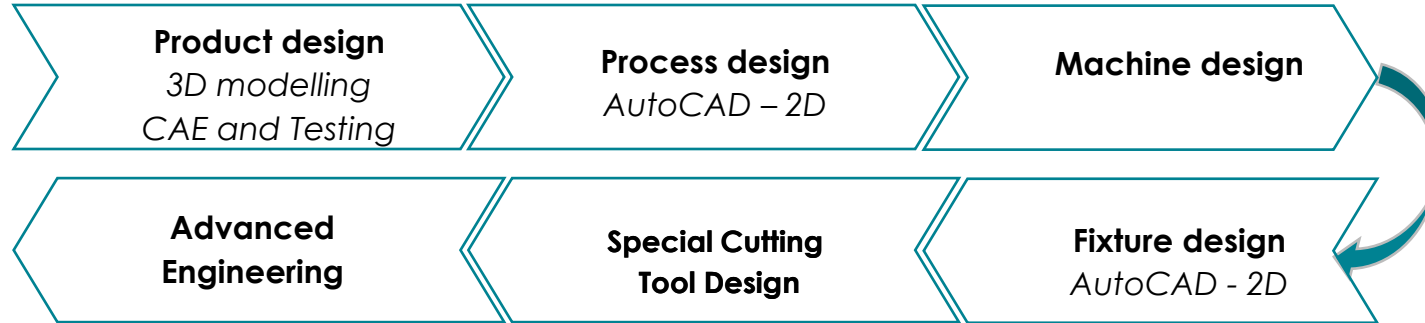 Product design
3D modelling
CAE and Testing
Process design
AutoCAD – 2D
Machine design
Fixture design
AutoCAD - 2D
Special Cutting
Tool Design
Advanced
Engineering